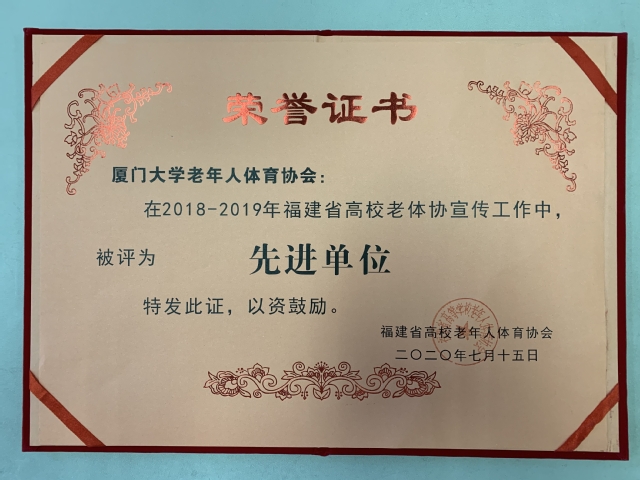 荣誉证书
厦门大学老年人体育协会：
在2018-2019年福建省高校老体协宣传工作中，
被评为 先进单位
特发此证，以资鼓励。
福建省高校老年人体育协会
二〇二〇年七月十五日